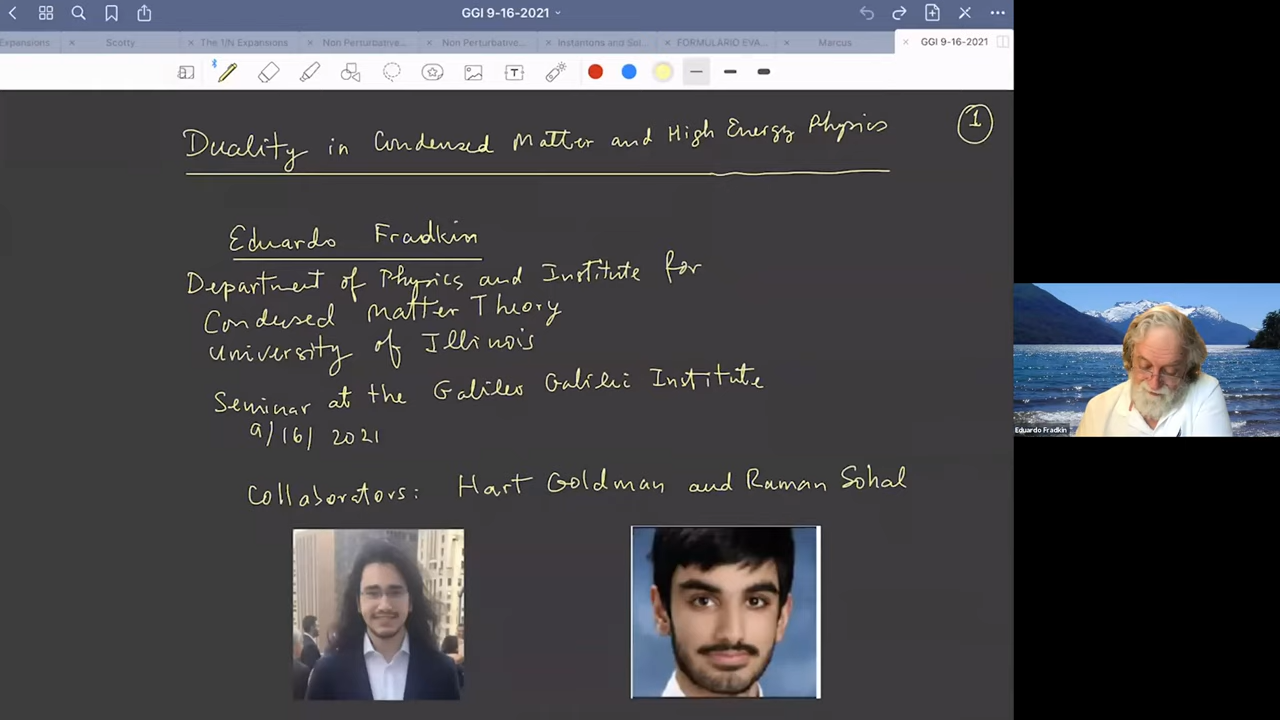 GGI 9-16-2021
Expansions
Scotty
The 1/N Expansions
Non Perturbative...
Non Perturbative...
Instantons and Sol...
FORMULARIO EVA...
Marcus
GGI 9-16-2021
T
Duality in Condensed Matter and High Energy Physics
1
Eduardo Fradkin
Department of Physics and Institute for
Condensed Matter Theory
University of Illinois
Seminar at the Galileo Galilei Institute
9/16/2021
Collaborators: Hart Goldman and Raman Sohal
Eduardo Fradkin